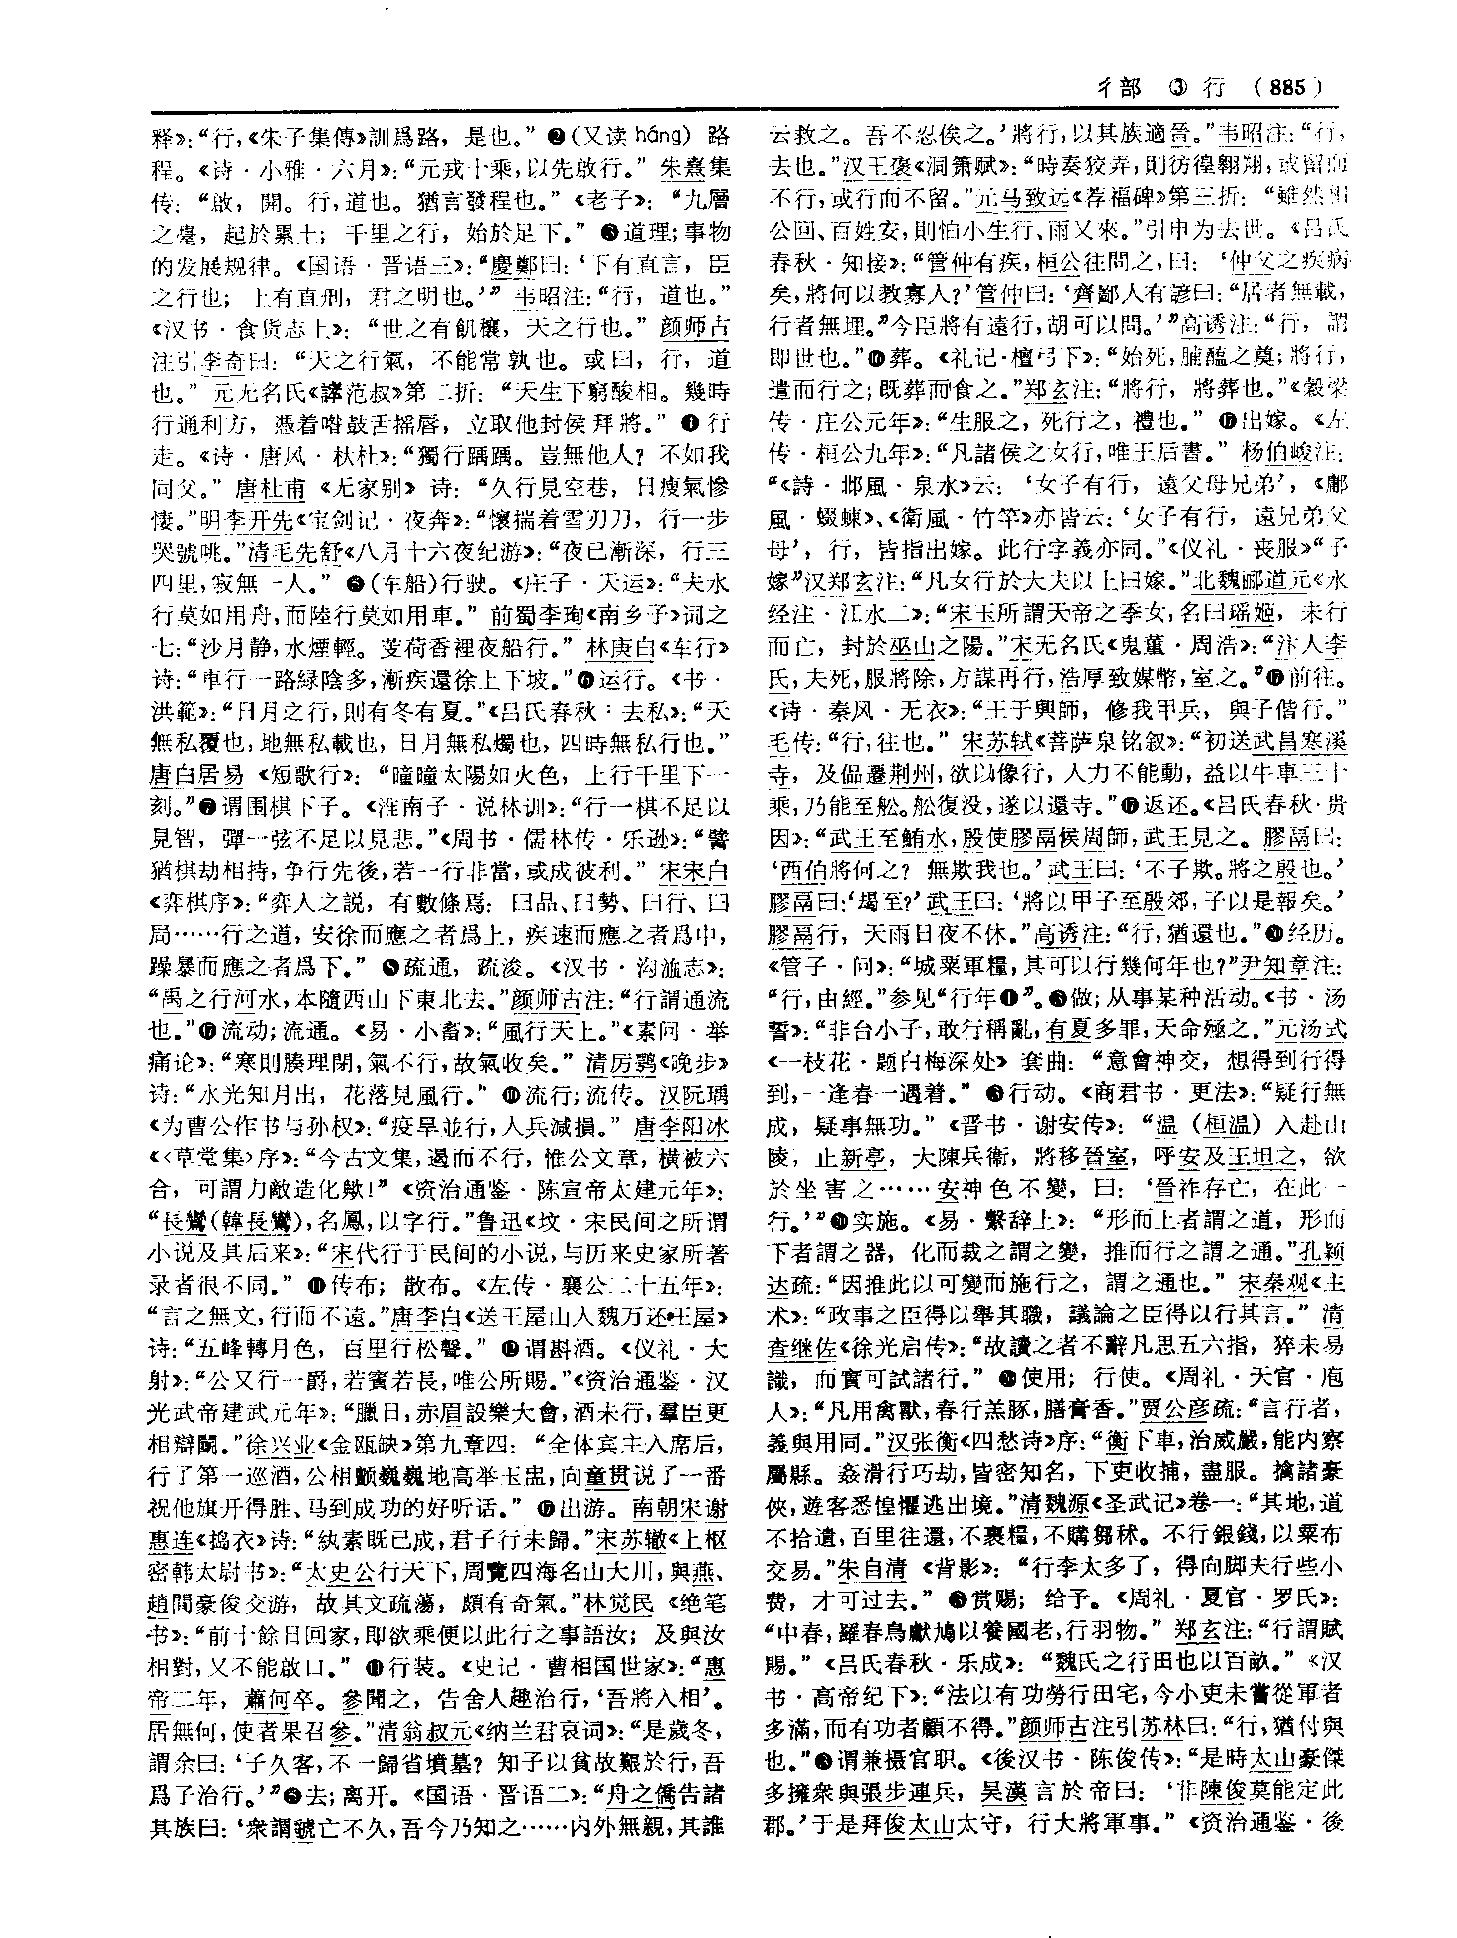 彳部 ③ 行 (885)
释》：“行，《朱子集傳》訓爲路，是也。” ❷(又读 háng) 路
程。《诗·小雅·六月》：“元戎十乘，以先啟行。” 朱熹集
传：“啟，開。行，道也。猶言發程也。” 《老子》：“九層
之臺，起於累土；千里之行，始於足下。” ❸道理；事物
的发展规律。《国语·晋语三》：“慶鄭曰：‘下有直言，臣
之行也；上有直刑，君之明也。’” 韦昭注：“行，道也。”
《汉书·食货志上》：“世之有飢穰，天之行也。” 颜师古
注引李奇曰：“天之行氣，不能常孰也。或曰，行，道
也。” 元无名氏《誶范叔》第二折：“天生下窮酸相。幾時
行通利方，憑着喒鼓舌摇唇，立取他封侯拜將。” ❹行
走。《诗·唐风·杕杜》：“獨行踽踽。豈無他人？不如我
同父。” 唐杜甫《无家别》诗：“久行見空巷，日瘦氣慘
悽。”明李开先《宝剑记·夜奔》：“懷揣着雪刃刀，行一步
哭號咷。”清毛先舒《八月十六夜纪游》：“夜已漸深，行三
四里，寂無一人。” ❺(车船)行驶。《庄子·天运》：“夫水
行莫如用舟，而陸行莫如用車。” 前蜀李珣《南乡子》词之
七：“沙月静，水煙輕。芰荷香裡夜船行。” 林庚白《车行》
诗：“車行一路緑陰多，漸疾還徐上下坡。”❻运行。《书·
洪範》：“日月之行，則有冬有夏。”《吕氏春秋·去私》：“天
無私覆也，地無私載也，日月無私燭也，四時無私行也。”
唐白居易《短歌行》：“曈曈太陽如火色，上行千里下一
刻。”❼谓围棋下子。《淮南子·说林训》：“行一棋不足以
見智，彈一弦不足以見悲。”《周书·儒林传·乐逊》：“譬
猶棋劫相持，争行先後，若一行非當，或成彼利。” 宋宋白
《弈棋序》：“弈人之説，有數條焉：曰品、曰勢、曰行、曰
局……行之道，安徐而應之者爲上，疾速而應之者爲中，
躁暴而應之者爲下。” ❽疏通，疏浚。《汉书·沟洫志》：
“禹之行河水，本隨西山下東北去。”颜师古注：“行謂通流
也。”❾流动；流通。《易·小畜》：“風行天上。”《素问·举
痛论》：“寒則腠理閉，氣不行，故氣收矣。” 清厉鹗《晚步》
诗：“水光知月出，花落見風行。” ❿流行；流传。汉阮瑀
《为曹公作书与孙权》：“疫旱並行，人兵減損。” 唐李阳冰
《〈草堂集〉序》：“今古文集，遏而不行，惟公文章，横被六
合，可謂力敵造化歟！” 《资治通鉴·陈宣帝太建元年》：
“長鸞(韓長鸞)，名鳳，以字行。”鲁迅《坟·宋民间之所谓
小说及其后来》：“宋代行于民间的小说，与历来史家所著
录者很不同。” ⓫传布；散布。《左传·襄公二十五年》：
“言之無文，行而不遠。”唐李白《送王屋山人魏万还王屋》
诗：“五峰轉月色，百里行松聲。” ⓬谓斟酒。《仪礼·大
射》：“公又行一爵，若賓若長，唯公所賜。”《资治通鉴·汉
光武帝建武元年》：“臘日，赤眉設樂大會，酒未行，羣臣更
相辯鬭。”徐兴业《金瓯缺》第九章四：“全体宾主入席后，
行了第一巡酒，公相颤巍巍地高举玉盅，向童贯说了一番
祝他旗开得胜、马到成功的好听话。” ⓭出游。南朝宋谢
惠连《捣衣》诗：“紈素既已成，君子行未歸。”宋苏辙《上枢
密韩太尉书》：“太史公行天下，周覽四海名山大川，與燕、
趙間豪俊交游，故其文疏蕩，頗有奇氣。”林觉民《绝笔
书》：“前十餘日回家，即欲乘便以此行之事語汝；及與汝
相對，又不能啟口。” ⓮行装。《史记·曹相国世家》：“惠
帝二年，蕭何卒。參聞之，告舍人趣治行，‘吾將入相’。
居無何，使者果召參。”清翁叔元《纳兰君哀词》：“是歲冬，
謂余曰：‘子久客，不一歸省墳墓？知子以貧故艱於行，吾
爲子治行。’”⓯去；离开。《国语·晋语二》：“舟之僑告諸
其族曰：‘衆謂虢亡不久，吾今乃知之……内外無親，其誰
云救之。吾不忍俟之。’將行，以其族適晉。”韦昭注：“行，
去也。”汉王褒《洞箫赋》：“時奏狡弄，則彷徨翱翔，或留而
不行，或行而不留。”元马致远《荐福碑》第三折：“雖然相
公回、百姓安，則怕小生行、雨又來。”引申为去世。《吕氏
春秋·知接》：“管仲有疾，桓公往問之，曰：‘仲父之疾病
矣，將何以教寡人？’管仲曰：‘齊鄙人有諺曰：“居者無載，
行者無埋。”今臣將有遠行，胡可以問。’”高诱注：“行，謂
即世也。”⓰葬。《礼记·檀弓下》：“始死，脯醢之奠；將行，
遣而行之；既葬而食之。”郑玄注：“將行，將葬也。”《穀梁
传·庄公元年》：“生服之，死行之，禮也。” ⓱出嫁。《左
传·桓公九年》：“凡諸侯之女行，唯王后書。” 杨伯峻注：
“《詩·邶風·泉水》云：‘女子有行，遠父母兄弟’，《鄘
風·蝃蝀》、《衛風·竹竿》亦皆云：‘女子有行，遠兄弟父
母’，行，皆指出嫁。此行字義亦同。”《仪礼·丧服》“子
嫁”汉郑玄注：“凡女行於大夫以上曰嫁。”北魏郦道元《水
经注·江水二》：“宋玉所謂天帝之季女，名曰瑶姬，未行
而亡，封於巫山之陽。”宋无名氏《鬼董·周浩》：“汴人李
氏，夫死，服將除，方謀再行，浩厚致媒幣，室之。”⓲前往。
《诗·秦风·无衣》：“王于興師，修我甲兵，與子偕行。”
毛传：“行，往也。” 宋苏轼《菩萨泉铭叙》：“初送武昌寒溪
寺，及偘遷荆州，欲以像行，人力不能動，益以牛車三十
乘，乃能至舩。舩復没，遂以還寺。”⓳返还。《吕氏春秋·贵
因》：“武王至鮪水，殷使膠鬲侯周師，武王見之。膠鬲曰：
‘西伯將何之？無欺我也。’武王曰：‘不子欺。將之殷也。’
膠鬲曰：‘朅至？’武王曰：‘將以甲子至殷郊，子以是報矣。’
膠鬲行，天雨日夜不休。”高诱注：“行，猶還也。”⓴经历。
《管子·问》：“城粟軍糧，其可以行幾何年也？”尹知章注：
“行，由經。”参见“行年❶”。㉑做；从事某种活动。《书·汤
誓》：“非台小子，敢行稱亂，有夏多罪，天命殛之。”元汤式
《一枝花·题白梅深处》套曲：“意會神交，想得到行得
到，一逢春一遇着。” ㉒行动。《商君书·更法》：“疑行無
成，疑事無功。” 《晋书·谢安传》：“温（桓温）入赴山
陵，止新亭，大陳兵衛，將移晉室，呼安及王坦之，欲
於坐害之……安神色不變，曰：‘晉祚存亡，在此一
行。’”㉓实施。《易·繫辞上》：“形而上者謂之道，形而
下者謂之器，化而裁之謂之變，推而行之謂之通。”孔颖
达疏：“因推此以可變而施行之，謂之通也。” 宋秦观《主
术》：“政事之臣得以舉其職，議論之臣得以行其言。” 清
查继佐《徐光启传》：“故讀之者不辭凡思五六指，猝未易
識，而實可試諸行。” ㉔使用；行使。《周礼·天官·庖
人》：“凡用禽獸，春行羔豚，膳膏香。”贾公彦疏：“言行者，
義與用同。”汉张衡《四愁诗》序：“衡下車，治威嚴，能内察
屬縣。姦滑行巧劫，皆密知名，下吏收捕，盡服。擒諸豪
俠，遊客悉惶懼逃出境。”清魏源《圣武记》卷一：“其地，道
不拾遺，百里往還，不裹糧，不購芻秣。不行銀錢，以粟布
交易。”朱自清《背影》：“行李太多了，得向脚夫行些小
费，才可过去。” ㉕赏赐；给予。《周礼·夏官·罗氏》：
“中春，羅春鳥獻鳩以養國老，行羽物。” 郑玄注：“行謂賦
賜。” 《吕氏春秋·乐成》：“魏氏之行田也以百畝。” 《汉
书·高帝纪下》：“法以有功勞行田宅，今小吏未嘗從軍者
多滿，而有功者顧不得。”颜师古注引苏林曰：“行，猶付與
也。”㉖谓兼摄官职。《後汉书·陈俊传》：“是時太山豪傑
多擁衆與張步連兵，吴漢言於帝曰：‘非陳俊莫能定此
郡。’于是拜俊太山太守，行大將軍事。” 《资治通鉴·後